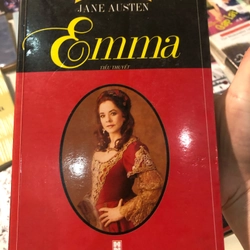 JANE AUSTEN
Emma
TIỂU THUYẾT